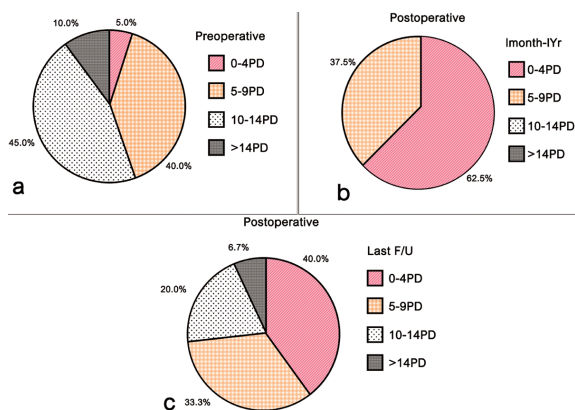 10.0%
5.0%
Preoperative
0-4PD
5-9PD
10-14PD
>14PD
45.0%
40.0%
a
Postoperative
Imonth-IYr
37.5%
0-4PD
5-9PD
10-14PD
>14PD
62.5%
b
Postoperative
6.7%
40.0%
Last F/U
20.0%
0-4PD
5-9PD
10-14PD
>14PD
33.3%
c